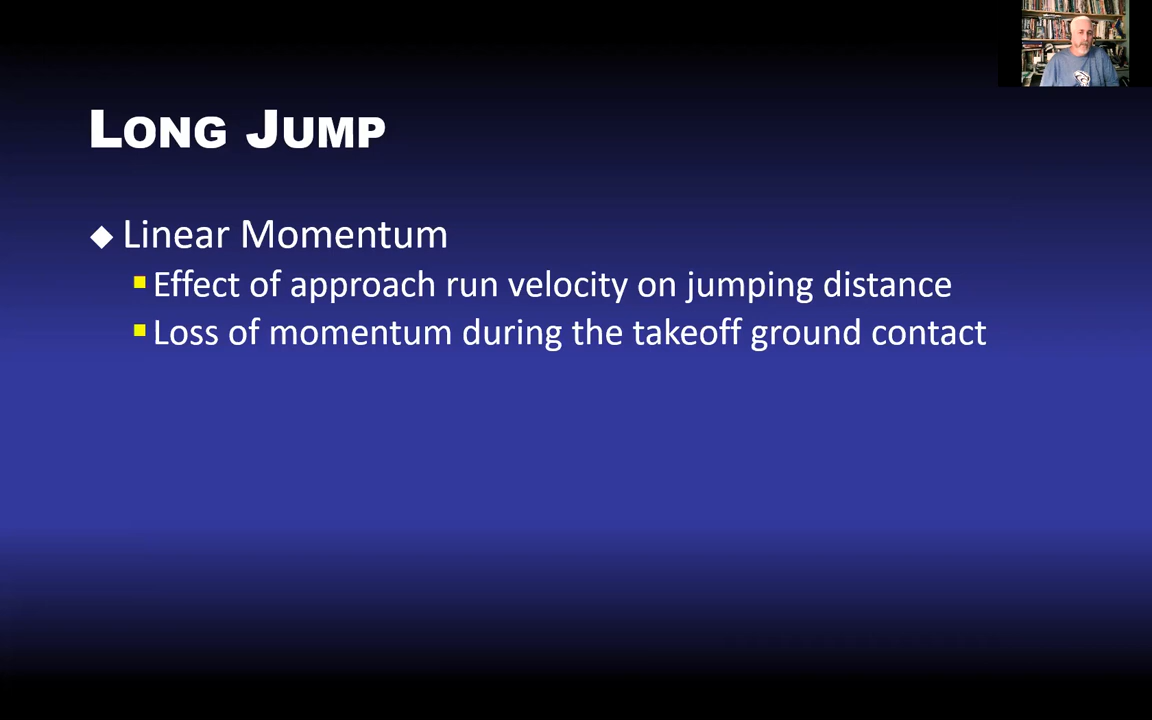 LONG JUMP
Linear Momentum
Effect of approach run velocity on jumping distance
Loss of momentum during the takeoff ground contact